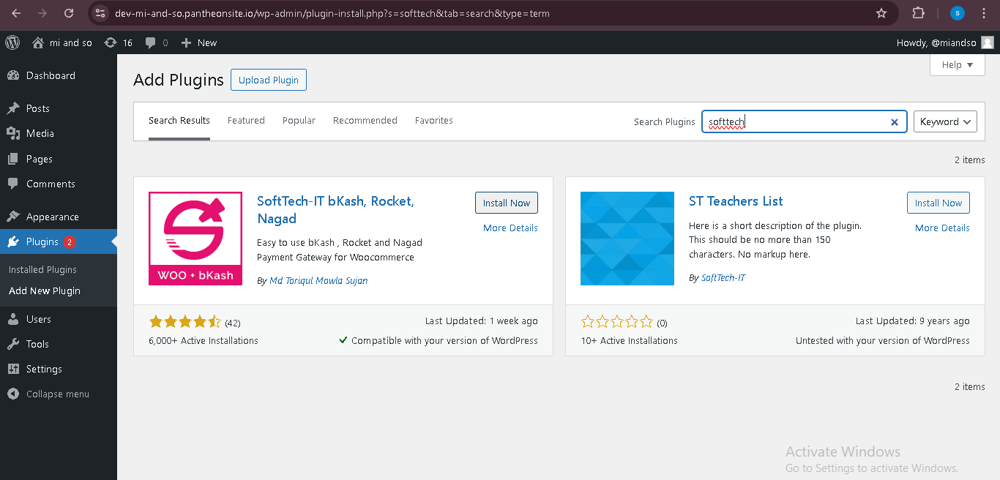 dev-mi-and-so.pantheonsite.io/wp-admin/plugin-install.php?s=softtech&tab=search&type=term
S
mi and so 16 0 New
Howdy, @miandso
Dashboard
Posts
Media
Pages
Comments
Appearance
Plugins 2
Installed Plugins
Add New Plugin
Users
Tools
Settings
Collapse menu
Help
Add Plugins Upload Plugin
Search Results Featured Popular Recommended Favorites Search Plugins softtech Keyword
2 items
SoftTech-IT bKash, Rocket,
Nagad
Install Now
More Details
Easy to use bKash , Rocket and Nagad
Payment Gateway for Woocommerce
By Md Toriqul Mowla Sujan
WOO + bKash
(42)
Last Updated: 1 week ago
6,000+ Active Installations
Compatible with your version of WordPress
ST Teachers List
Install Now
More Details
Here is a short description of the plugin.
This should be no more than 150
characters. No markup here.
By SoftTech-IT
(0)
Last Updated: 9 years ago
10+ Active Installations
Untested with your version of WordPress
2 items
Activate Windows
Go to Settings to activate Windows.